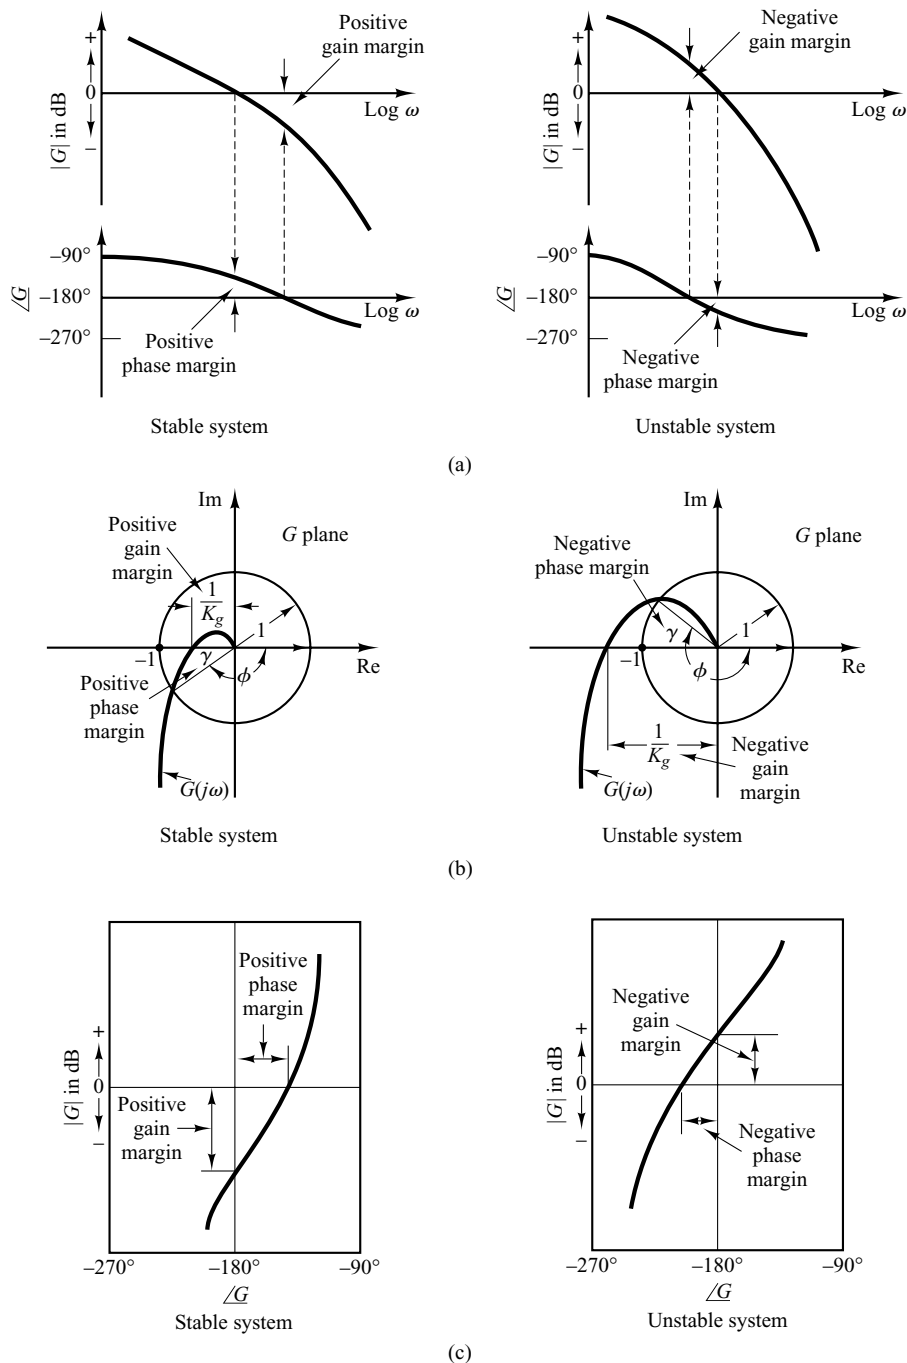 Positive
gain margin
+
0
–
|G| in dB
Log ω
–90°
–180°
–270°
/G
Log ω
Positive
phase margin
Stable system
Negative
gain margin
+
0
–
|G| in dB
Log ω
–90°
–180°
–270°
/G
Log ω
Negative
phase margin
Unstable system
(a)
Im
G plane
Positive
gain
margin
1
K_g
1
–1
γ
ϕ
Re
Positive
phase
margin
G(jω)
Stable system
Im
G plane
Negative
phase margin
γ
1
–1
ϕ
Re
1
K_g
Negative
gain
margin
G(jω)
Unstable system
(b)
Positive
phase
margin
+
0
–
|G| in dB
Positive
gain
margin
–270°
–180°
–90°
/G
Stable system
Negative
gain
margin
+
0
–
|G| in dB
Negative
phase
margin
–270°
–180°
–90°
/G
Unstable system
(c)